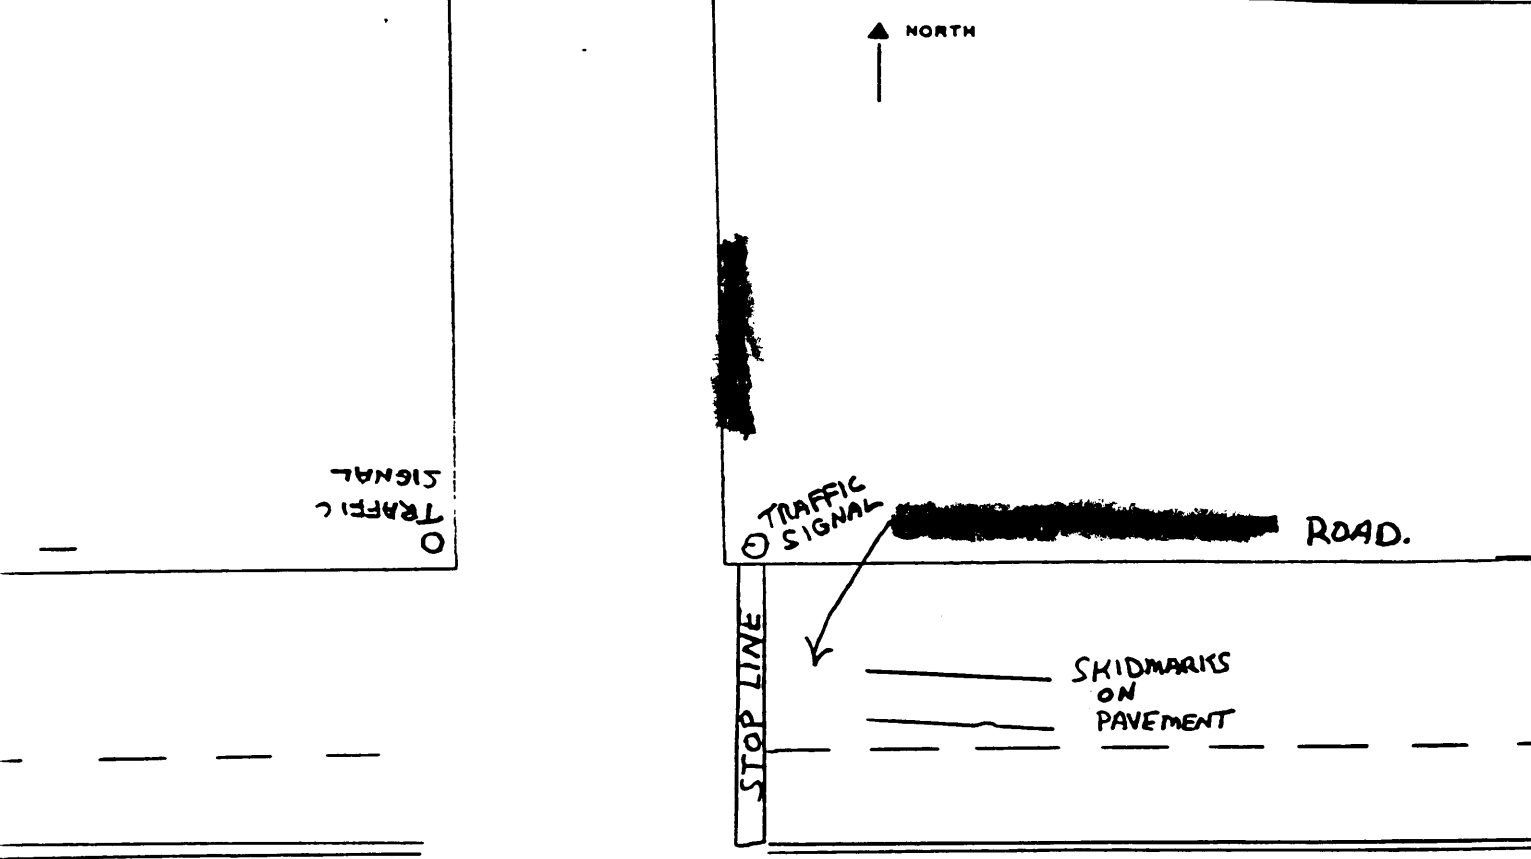 NORTH
TRAFFIC
SIGNAL
TRAFFIC
SIGNAL
ROAD.
STOP LINE
SKIDMARKS
ON
PAVEMENT